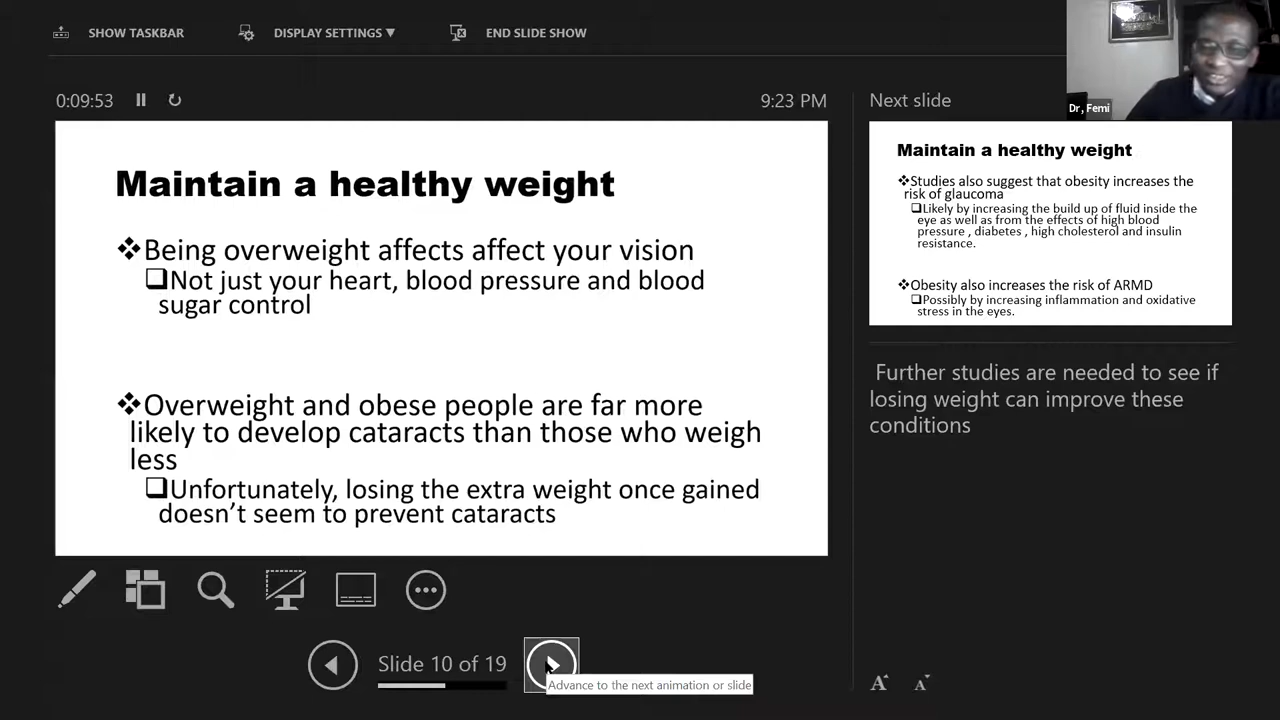 SHOW TASKBAR
DISPLAY SETTINGS ▼
END SLIDE SHOW
0:09:53
9:23 PM
Maintain a healthy weight
❖Being overweight affects affect your vision
❑Not just your heart, blood pressure and blood
sugar control
❖Overweight and obese people are far more
likely to develop cataracts than those who weigh
less
❑Unfortunately, losing the extra weight once gained
doesn’t seem to prevent cataracts
Slide 10 of 19
Advance to the next animation or slide
Next slide
Dr, Femi
Maintain a healthy weight
❖Studies also suggest that obesity increases the
risk of glaucoma
❑Likely by increasing the build up of fluid inside the
eye as well as from the effects of high blood
pressure , diabetes , high cholesterol and insulin
resistance.
❖Obesity also increases the risk of ARMD
❑Possibly by increasing inflammation and oxidative
stress in the eyes.
Further studies are needed to see if
losing weight can improve these
conditions
A A